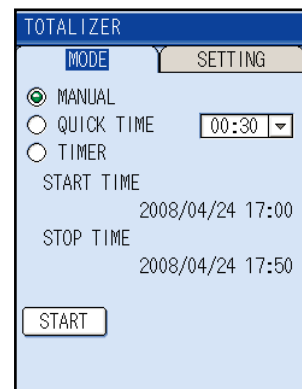 TOTALIZER
MODE SETTING
MANUAL
QUICK TIME 00:30
TIMER
START TIME
2008/04/24 17:00
STOP TIME
2008/04/24 17:50
START